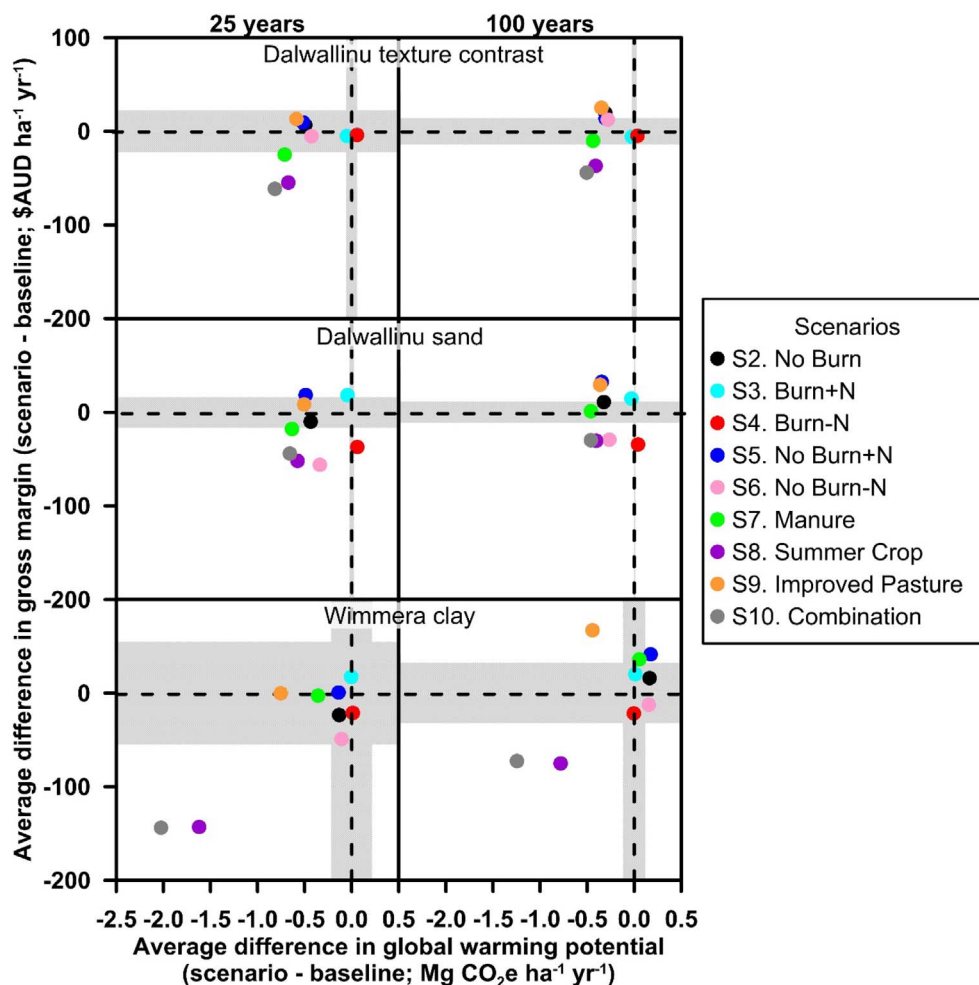 25 years
100 years
100
Dalwallinu texture contrast
0
-100
-200
Dalwallinu sand
0
-100
-200
Wimmera clay
0
-100
-200
-2.5 -2.0 -1.5 -1.0 -0.5 0.0 0.5
-2.0 -1.5 -1.0 -0.5 0.0 0.5
Average difference in gross margin (scenario - baseline; $AUD ha⁻¹ yr⁻¹)
Average difference in global warming potential
(scenario - baseline; Mg CO₂e ha⁻¹ yr⁻¹)
Scenarios
S2. No Burn
S3. Burn+N
S4. Burn-N
S5. No Burn+N
S6. No Burn-N
S7. Manure
S8. Summer Crop
S9. Improved Pasture
S10. Combination